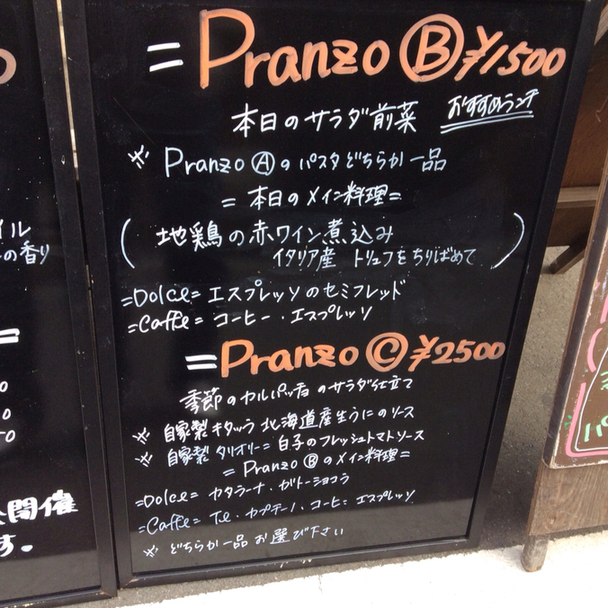 = Pranzo Ⓑ ¥1500
本日のサラダ前菜 おすすめランチ
※ Pranzo Ⓐ の パスタ どちらか 一品
= 本日のメイン料理 =
( 地鶏の赤ワイン煮込み
イタリア産 トリュフをちりばめて )
=Dolce= エスプレッソのセミフレッド
=Caffe= コーヒー・エスプレッソ
= Pranzo Ⓒ ¥2500
季節のカルパッチョ のサラダ仕立て
※ 自家製 キタッラ 北海道産生うにのソース
※ 自家製 タリオリーニ 白子のフレッシュトマトソース
= Pranzo Ⓑ のメイン料理 =
=Dolce= カタラーナ、ガトーショコラ
=Caffe= Te、カプチーノ、コーヒー エスプレッソ
※ どちらか一品 お選び下さい
イル
の香り
開催
す。